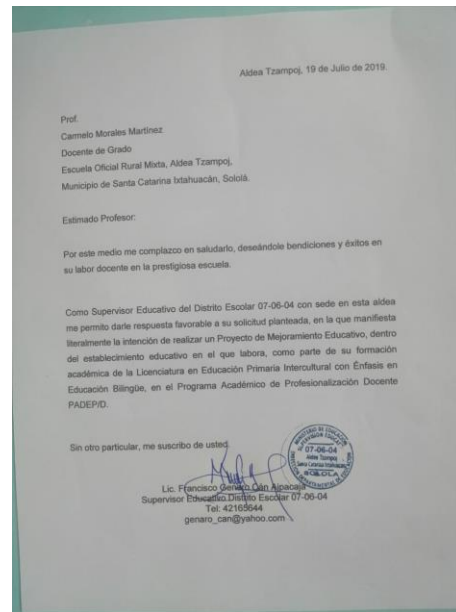 Aldea Tzampoj, 19 de Julio de 2019.
Prof.
Carmelo Morales Martínez
Docente de Grado
Escuela Oficial Rural Mixta, Aldea Tzampoj,
Municipio de Santa Catarina Ixtahuacán, Sololá.
Estimado Profesor:
Por este medio me complazco en saludarlo, deseándole bendiciones y éxitos en
su labor docente en la prestigiosa escuela.
Como Supervisor Educativo del Distrito Escolar 07-06-04 con sede en esta aldea
me permito darle respuesta favorable a su solicitud planteada, en la que manifiesta
literalmente la intención de realizar un Proyecto de Mejoramiento Educativo, dentro
del establecimiento educativo en el que labora, como parte de su formación
académica de la Licenciatura en Educación Primaria Intercultural con Énfasis en
Educación Bilingüe, en el Programa Académico de Profesionalización Docente
PADEP/D.
Sin otro particular, me suscribo de usted.
07-06-04
Aldea Tzampoj
Santa Catarina Ixtahuacán
SOLOLÁ
Lic. Francisco Genaro Can Alpacajá
Supervisor Educativo Distrito Escolar 07-06-04
Tel: 42165644
genaro_can@yahoo.com